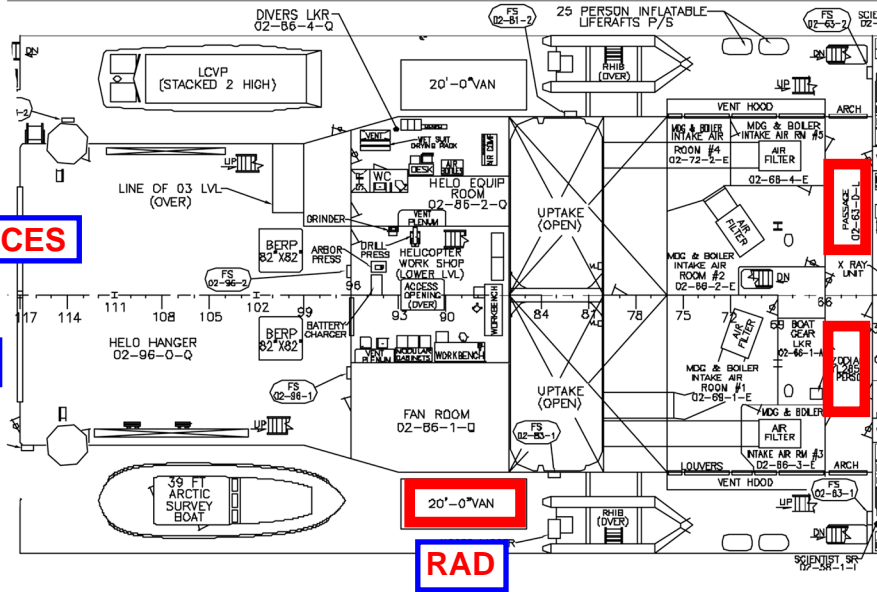 DIVERS LKR
02-86-4-Q
FS
02-81-2
25 PERSON INFLATABLE
LIFERAFTS P/S
FS
02-63-2
DN
LCVP
(STACKED 2 HIGH)
20'-0"VAN
RHIB
(OVER)
UP
DN
VENT HOOD
ARCH
UP
LINE OF 03 LVL
(OVER)
VENT
WET SUIT
DRYING RACK
DESK
AIR
BOTTLES
WC
HELO EQUIP
ROOM
02-85-2-Q
MDG & BOILER
INTAKE AIR
ROOM #4
02-72-2-E
MDG & BOILER
INTAKE AIR RM #5
AIR
FILTER
02-68-4-E
PASSAGE
02-63-0-L
UPTAKE
(OPEN)
GRINDER
VENT
PLENUM
CES
BERP
82"X82"
ARBOR
PRESS
DRILL
PRESS
HELICOPTER
WORK SHOP
(LOWER LVL)
AIR
FILTER
MDG & BOILER
INTAKE AIR
ROOM #2
02-66-2-E
X RAY
UNIT
DN
FS
02-96-2
ACCESS
OPENING
(OVER)
WORKBENCH
117 114 111 108 105 102 99 96 93 90 84 81 78 75 72 69 66
HELO HANGER
02-96-0-Q
BERP
82"X82"
BATTERY
CHARGER
VENT
PLENUM
MODULAR
CABINETS
WORKBENCH
AIR
FILTER
BOAT
GEAR
LKR
MDG & BOILER
INTAKE AIR
ROOM #1
02-69-1-E
FS
02-96-1
UP
FAN ROOM
02-86-1-Q
UPTAKE
(OPEN)
FS
02-83-1
MDG & BOILER
AIR
FILTER
INTAKE AIR RM #3
02-66-3-E
LOUVERS
VENT HOOD
ARCH
39 FT
ARCTIC
SURVEY
BOAT
20'-0"VAN
RHIB
(OVER)
UP
FS
02-63-1
DN
RAD
SCIENTIST SR